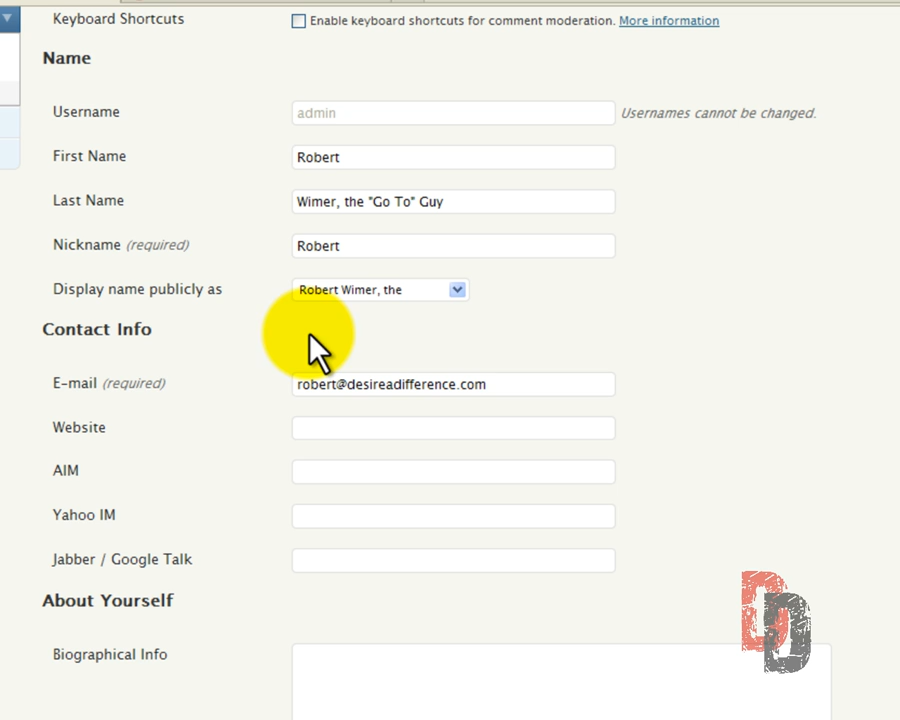 Keyboard Shortcuts Enable keyboard shortcuts for comment moderation. More information
Name
Username admin Usernames cannot be changed.
First Name Robert
Last Name Wimer, the "Go To" Guy
Nickname (required) Robert
Display name publicly as Robert Wimer, the
Contact Info
E-mail (required) robert@desireadifference.com
Website
AIM
Yahoo IM
Jabber / Google Talk
About Yourself
Biographical Info
DD